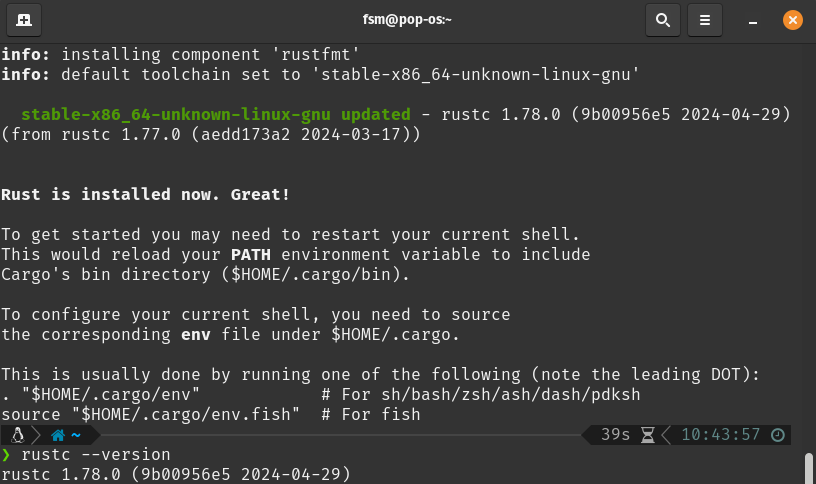 fsm@pop-os:~
info: installing component 'rustfmt'
info: default toolchain set to 'stable-x86_64-unknown-linux-gnu'
stable-x86_64-unknown-linux-gnu updated - rustc 1.78.0 (9b00956e5 2024-04-29)
(from rustc 1.77.0 (aedd173a2 2024-03-17))
Rust is installed now. Great!
To get started you may need to restart your current shell.
This would reload your PATH environment variable to include
Cargo's bin directory ($HOME/.cargo/bin).
To configure your current shell, you need to source
the corresponding env file under $HOME/.cargo.
This is usually done by running one of the following (note the leading DOT):
. "$HOME/.cargo/env"            # For sh/bash/zsh/ash/dash/pdksh
source "$HOME/.cargo/env.fish"  # For fish
~ 39s 10:43:57
❯ rustc --version
rustc 1.78.0 (9b00956e5 2024-04-29)